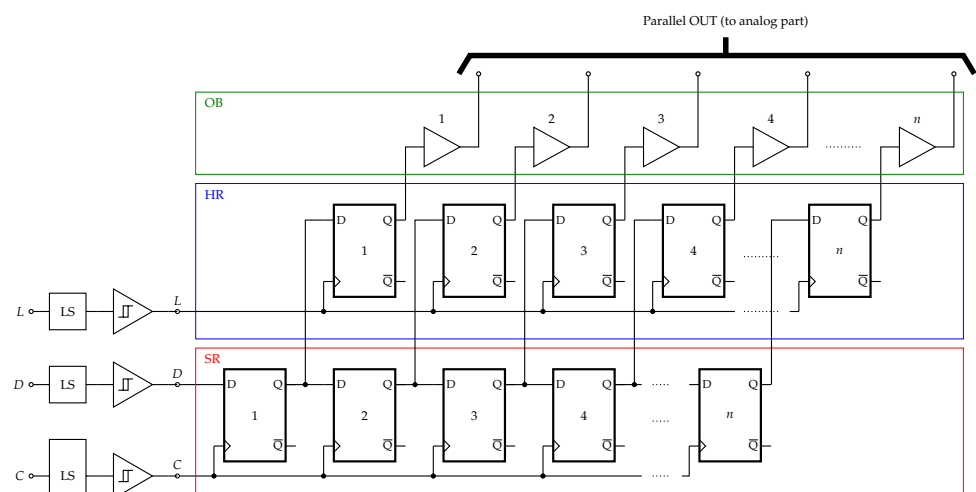 Parallel OUT (to analog part)
OB
1 2 3 4 n
HR
D Q D Q D Q D Q D Q
1 2 3 4 n
Q Q Q Q Q
L LS L
SR
D LS D
D Q D Q D Q D Q D Q
1 2 3 4 n
Q Q Q Q Q
C LS C